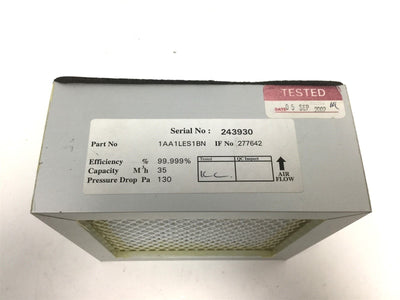 TESTED
DATE: 05 SEP 2002
Serial No : 243930
Part No 1AA1LES1BN IF No 277642
Efficiency % 99.999%
Capacity M³/h 35
Pressure Drop Pa 130
Tested QC Inspect
AIR
FLOW